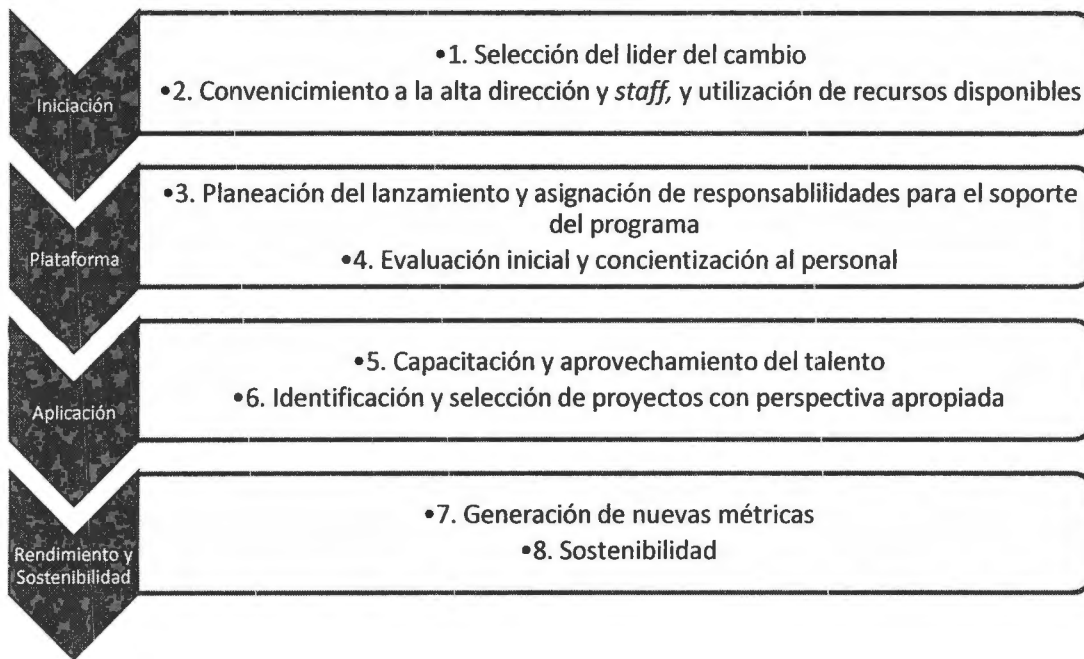 Iniciación
•1. Selección del lider del cambio
•2. Convenicimiento a la alta dirección y staff, y utilización de recursos disponibles
Plataforma
•3. Planeación del lanzamiento y asignación de responsablilidades para el soporte
del programa
•4. Evaluación inicial y concientización al personal
Aplicación
•5. Capacitación y aprovechamiento del talento
•6. Identificación y selección de proyectos con perspectiva apropiada
Rendimiento y
Sostenibilidad
•7. Generación de nuevas métricas
•8. Sostenibilidad